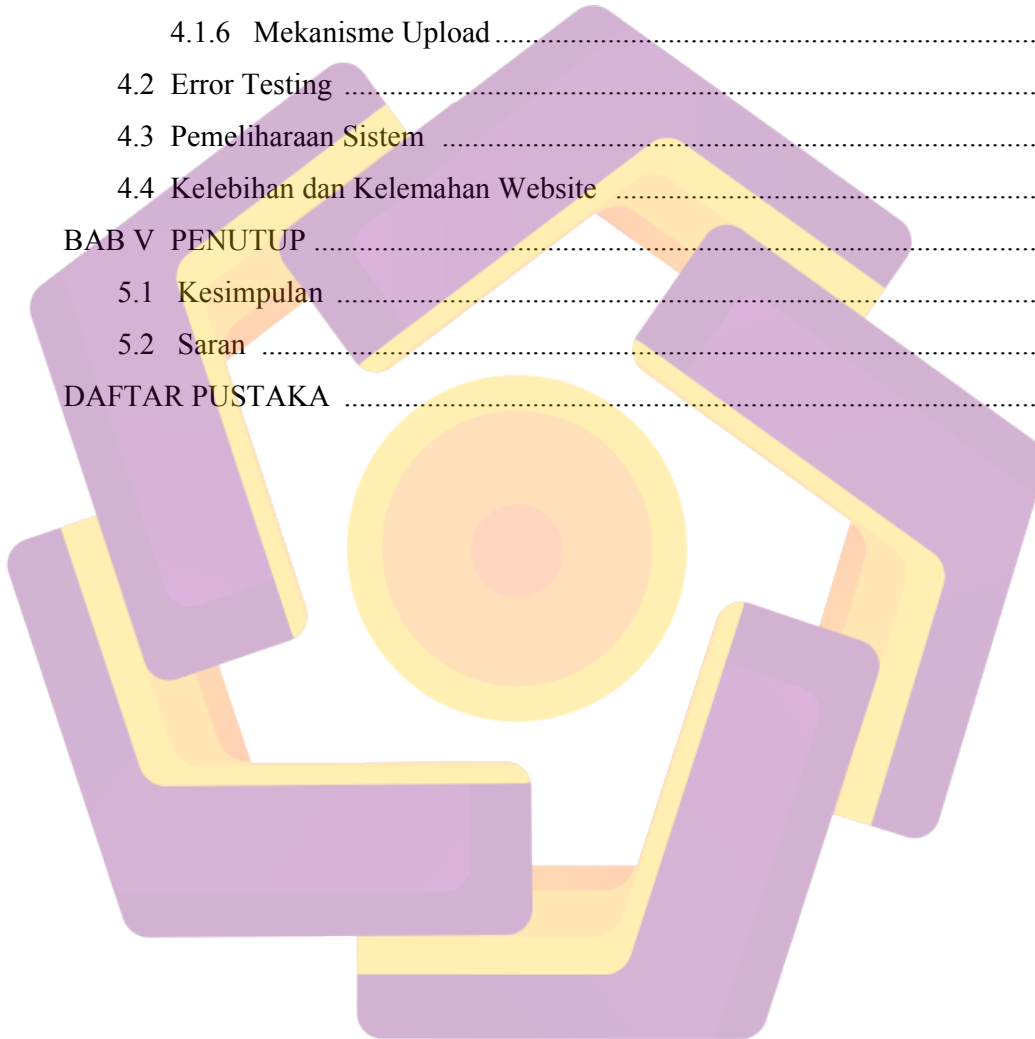 4.1.6 Mekanisme Upload ......................................................................
4.2 Error Testing ......................................................................
4.3 Pemeliharaan Sistem ......................................................................
4.4 Kelebihan dan Kelemahan Website ......................................................................
BAB V PENUTUP ......................................................................
5.1 Kesimpulan ......................................................................
5.2 Saran ......................................................................
DAFTAR PUSTAKA ......................................................................